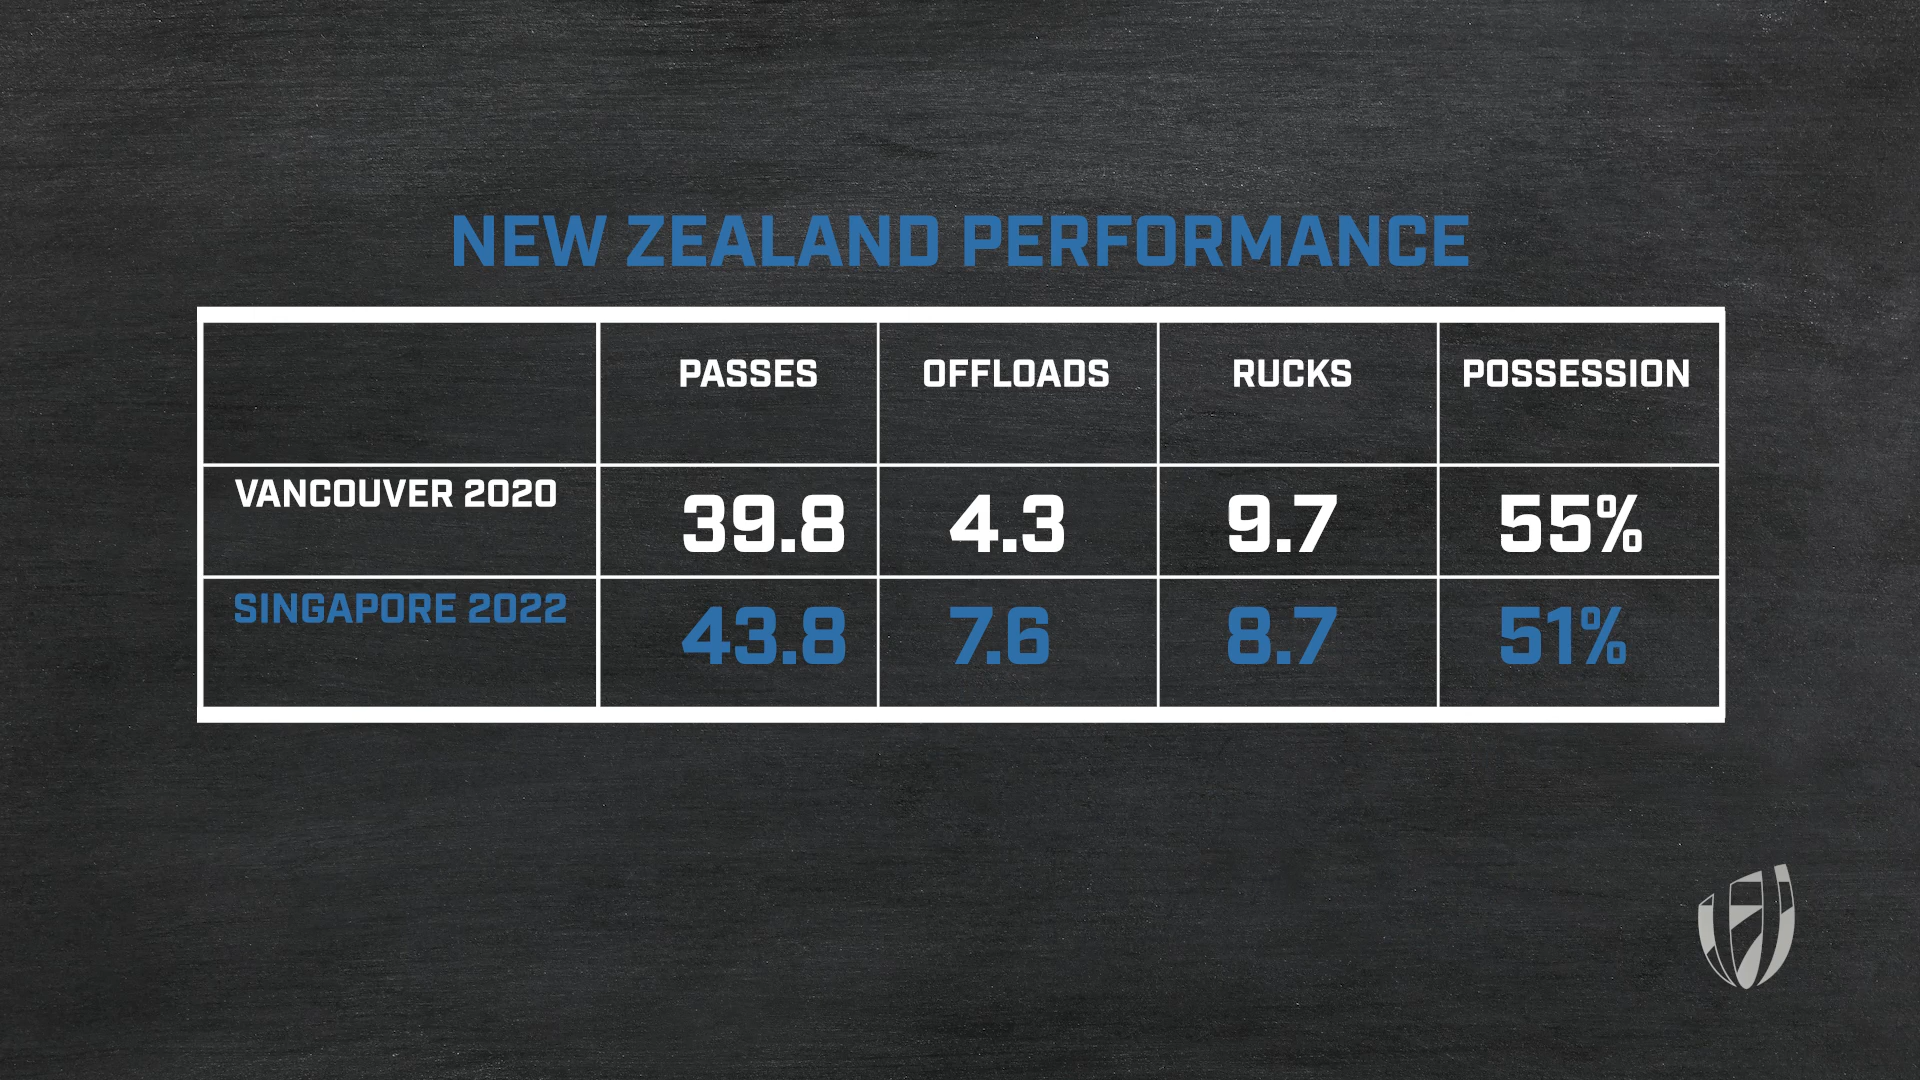 NEW ZEALAND PERFORMANCE
PASSES OFFLOADS RUCKS POSSESSION
VANCOUVER 2020 39.8 4.3 9.7 55%
SINGAPORE 2022 43.8 7.6 8.7 51%